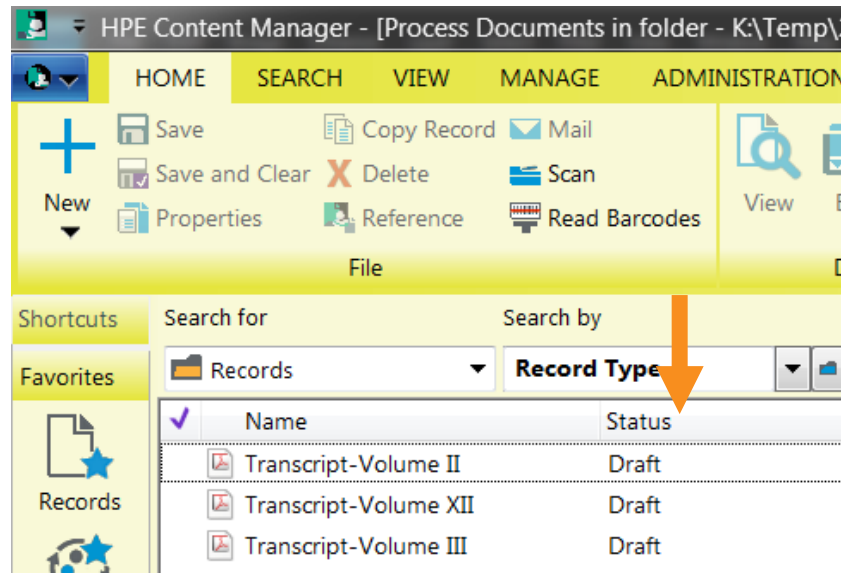 HPE Content Manager - [Process Documents in folder - K:\Temp\
HOME SEARCH VIEW MANAGE ADMINISTRATION
Save Copy Record Mail
Save and Clear Delete Scan
New View
Properties Reference Read Barcodes
File
Shortcuts Search for Search by
Favorites Records Record Type
Name Status
Transcript-Volume II Draft
Records Transcript-Volume XII Draft
Transcript-Volume III Draft